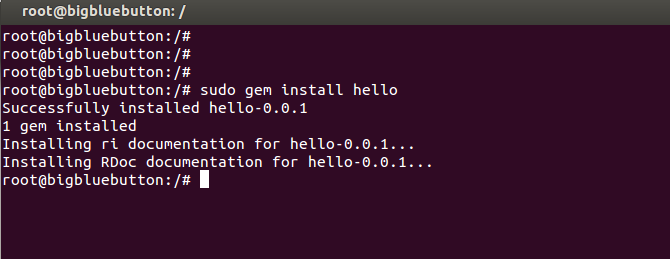 root@bigbluebutton: /
root@bigbluebutton:/#
root@bigbluebutton:/#
root@bigbluebutton:/#
root@bigbluebutton:/# sudo gem install hello
Successfully installed hello-0.0.1
1 gem installed
Installing ri documentation for hello-0.0.1...
Installing RDoc documentation for hello-0.0.1...
root@bigbluebutton:/#